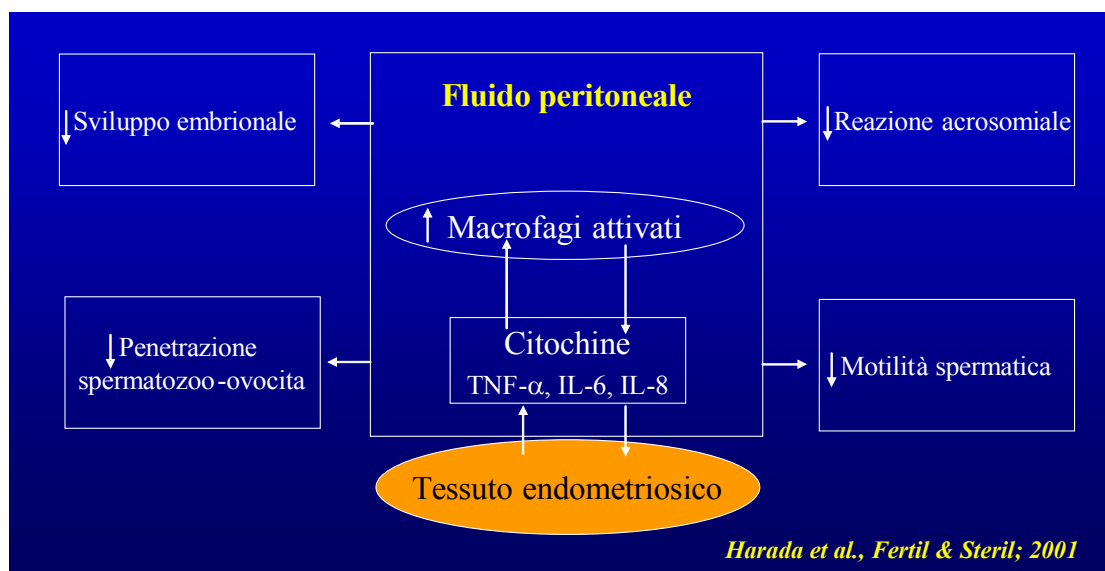 Fluido peritoneale
↓Sviluppo embrionale
↓Reazione acrosomiale
↑ Macrofagi attivati
↓Penetrazione
spermatozoo-ovocita
Citochine
TNF-α, IL-6, IL-8
↓Motilità spermatica
Tessuto endometriosico
Harada et al., Fertil & Steril; 2001